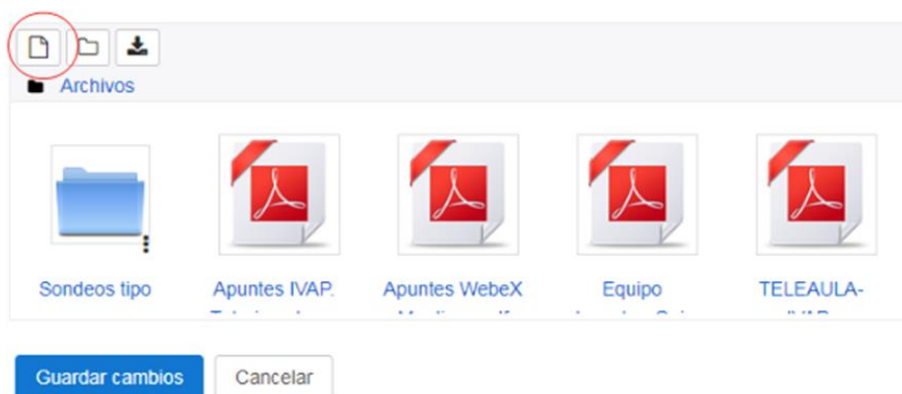 Archivos
Sondeos tipo
Apuntes IVAP.
Apuntes WebeX
Equipo
TELEAULA-
Guardar cambios
Cancelar